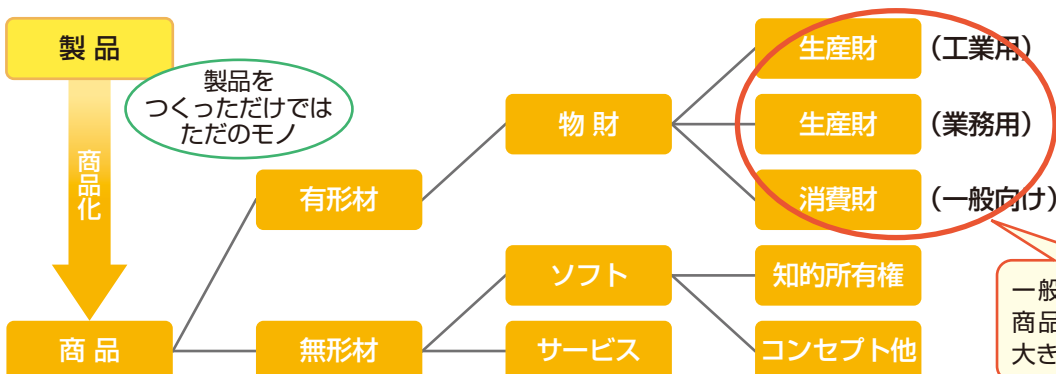 製品
製品を
つくっただけでは
ただのモノ
商品化
商品
有形材
無形材
物財
ソフト
サービス
生産財 (工業用)
生産財 (業務用)
消費財 (一般向け)
知的所有権
コンセプト他
一般
商品
大き